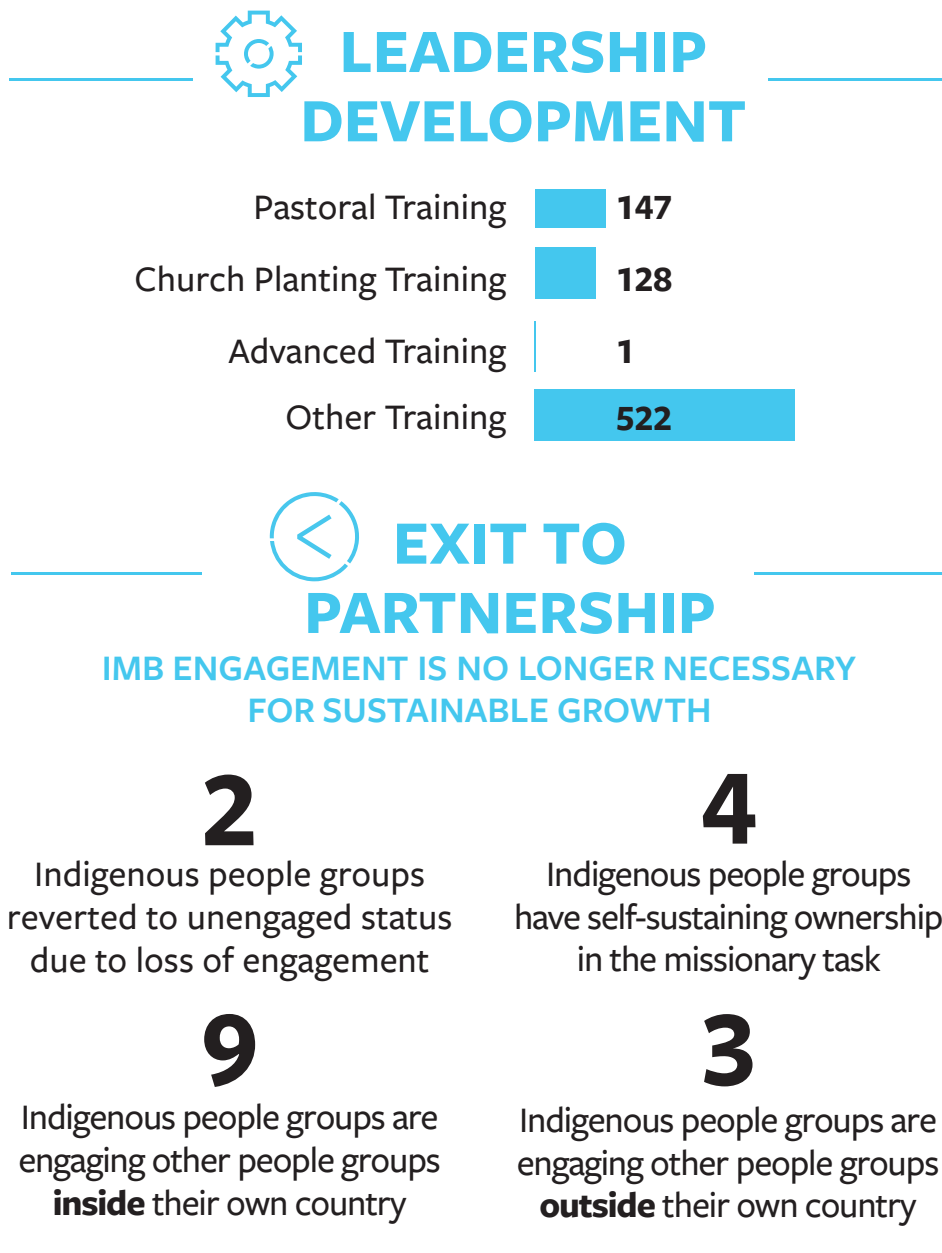 LEADERSHIP
DEVELOPMENT
Pastoral Training 147
Church Planting Training 128
Advanced Training 1
Other Training 522
EXIT TO
PARTNERSHIP
IMB ENGAGEMENT IS NO LONGER NECESSARY
FOR SUSTAINABLE GROWTH
2
Indigenous people groups
reverted to unengaged status
due to loss of engagement
4
Indigenous people groups
have self-sustaining ownership
in the missionary task
9
Indigenous people groups are
engaging other people groups
inside their own country
3
Indigenous people groups are
engaging other people groups
outside their own country